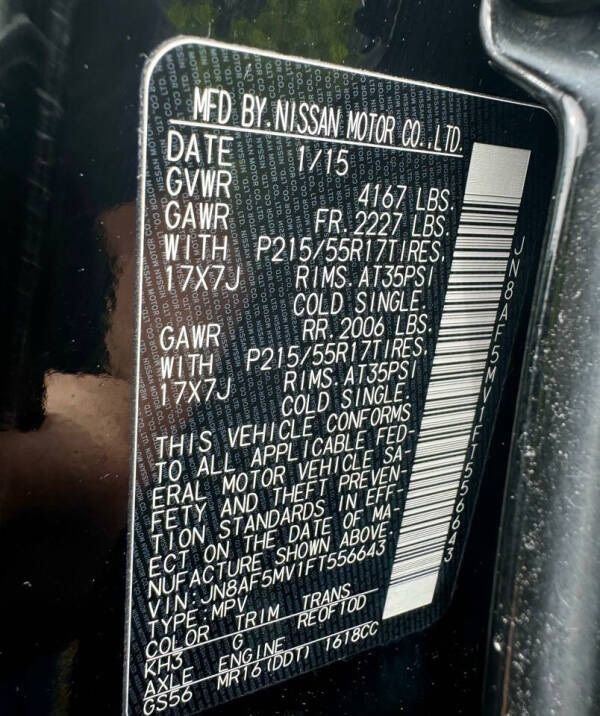 MFD BY.NISSAN MOTOR CO.,LTD.
DATE 1/15
GVWR 4167 LBS.
GAWR FR. 2227 LBS.
WITH P215/55R17TIRES,
17X7J RIMS. AT35PSI
COLD SINGLE.
GAWR RR. 2006 LBS.
WITH P215/55R17TIRES,
17X7J RIMS. AT35PSI
COLD SINGLE.
THIS VEHICLE CONFORMS
TO ALL APPLICABLE FED-
ERAL MOTOR VEHICLE SA-
FETY AND THEFT PREVEN-
TION STANDARDS IN EFF-
ECT ON THE DATE OF MA-
NUFACTURE SHOWN ABOVE.
VIN:JN8AF5MV1FT556643
TYPE:MPV
COLOR TRIM TRANS
KH3 G RE0F10D
AXLE ENGINE
GS56 MR16(DDT) 1618CC
JN8AF5MV1FT556643